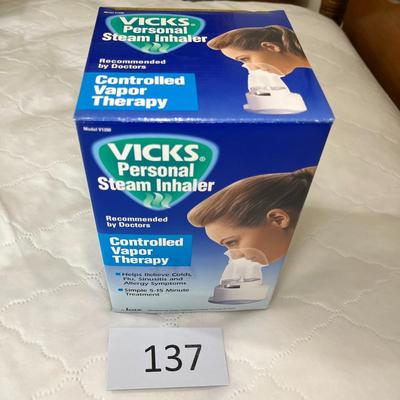 VICKS®
Personal
Steam Inhaler
Recommended
by Doctors
Controlled
Vapor
Therapy
Model V1200
VICKS®
Personal
Steam Inhaler
Recommended
by Doctors
Controlled
Vapor
Therapy
Helps Relieve Colds,
Flu, Sinusitis and
Allergy Symptoms
Simple 5-15 Minute
Treatment
137